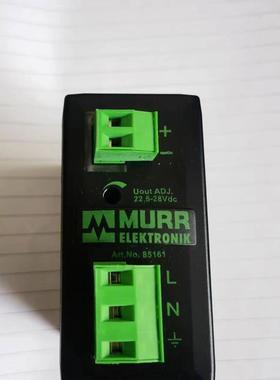 +
-
Uout ADJ.
22,5-28Vdc
MURR
ELEKTRONIK
Art.No. 85161
L
N